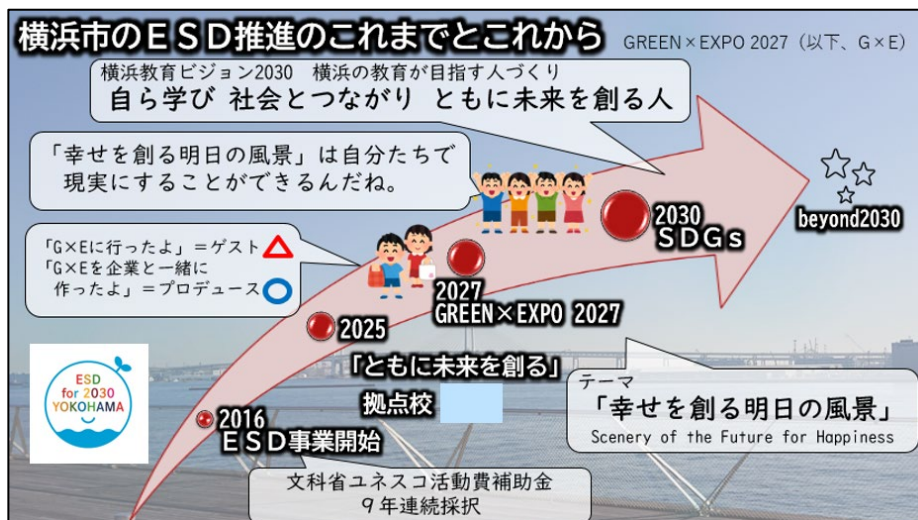 横浜市のＥＳＤ推進のこれまでとこれから
GREEN×EXPO 2027（以下、G×E）
横浜教育ビジョン2030　横浜の教育が目指す人づくり
自ら学び 社会とつながり ともに未来を創る人
「幸せを創る明日の風景」は自分たちで
現実にすることができるんだね。
「G×Eに行ったよ」＝ゲスト
「G×Eを企業と一緒に
作ったよ」＝プロデュース
2030
ＳＤＧｓ
beyond2030
2027
GREEN×EXPO 2027
2025
「ともに未来を創る」
拠点校
2016
ＥＳＤ事業開始
テーマ
「幸せを創る明日の風景」
Scenery of the Future for Happiness
文科省ユネスコ活動費補助金
９年連続採択
ESD
for 2030
YOKOHAMA